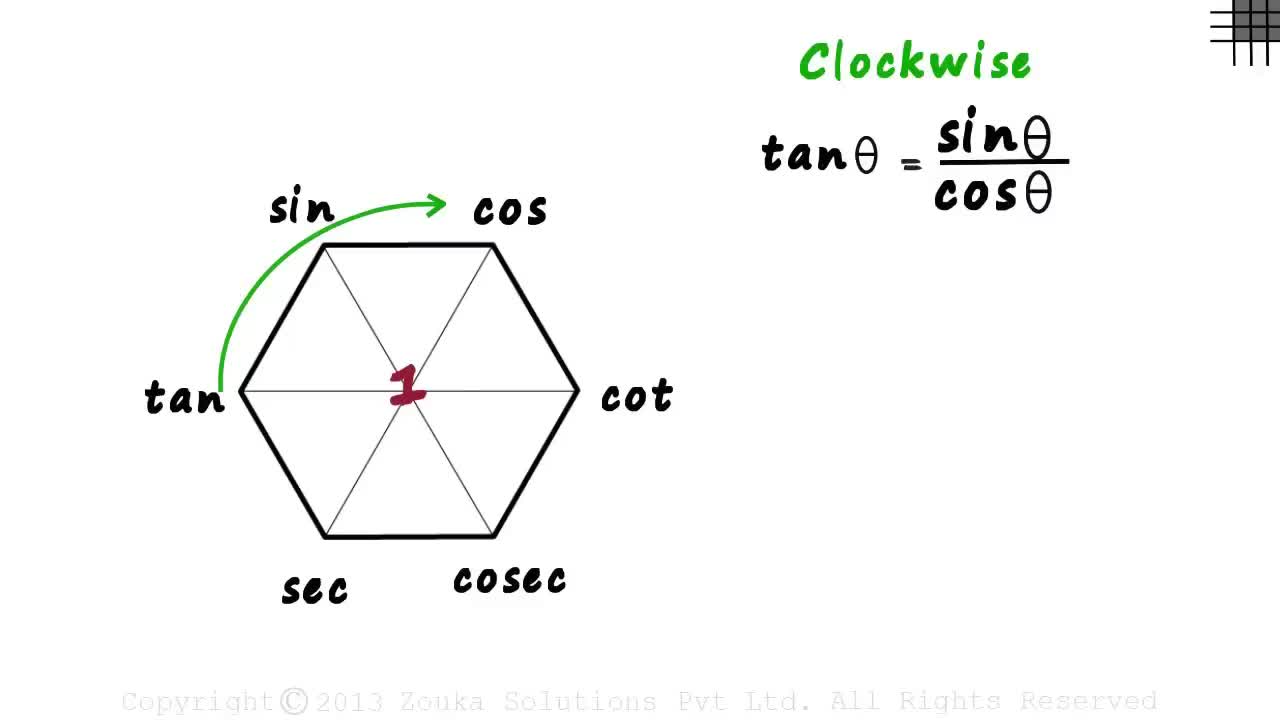 Clockwise
tanθ = sinθ
cosθ
sin cos
tan 1 cot
sec cosec
Copyright © 2013 Zouka Solutions Pvt Ltd. All Rights Reserved